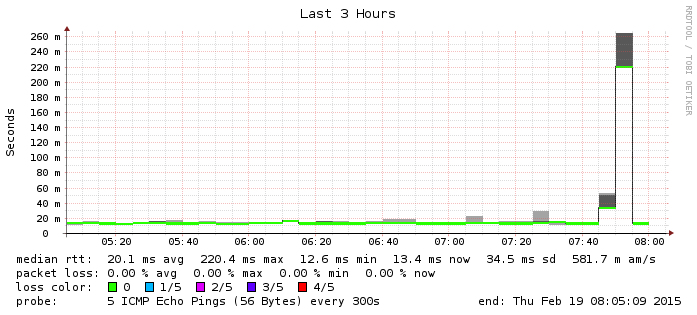 Last 3 Hours
RRDTOOL / TOBI OETIKER
Seconds
260 m
240 m
220 m
200 m
180 m
160 m
140 m
120 m
100 m
80 m
60 m
40 m
20 m
0
05:20 05:40 06:00 06:20 06:40 07:00 07:20 07:40 08:00
median rtt: 20.1 ms avg 220.4 ms max 12.6 ms min 13.4 ms now 34.5 ms sd 581.7 m am/s
packet loss: 0.00 % avg 0.00 % max 0.00 % min 0.00 % now
loss color: 0 1/5 2/5 3/5 4/5
probe: 5 ICMP Echo Pings (56 Bytes) every 300s end: Thu Feb 19 08:05:09 2015